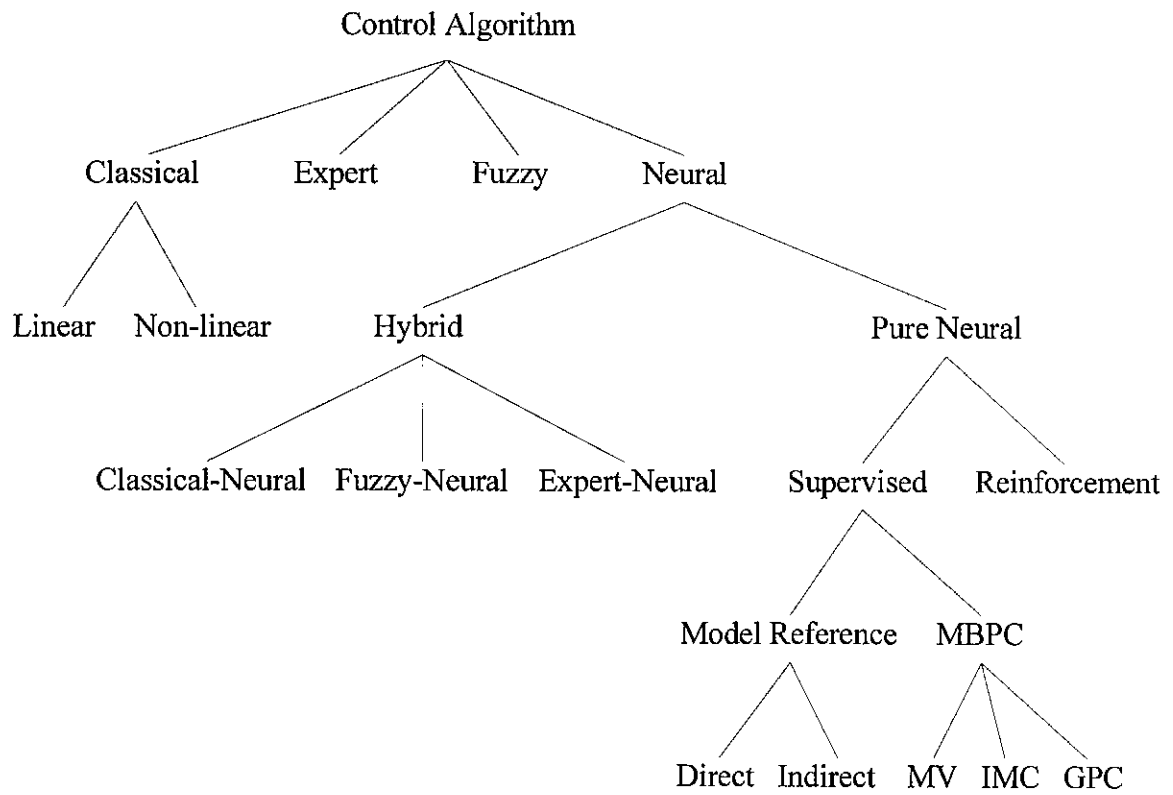 Control Algorithm
Classical Expert Fuzzy Neural
Linear Non-linear Hybrid Pure Neural
Classical-Neural Fuzzy-Neural Expert-Neural Supervised Reinforcement
Model Reference MBPC
Direct Indirect MV IMC GPC